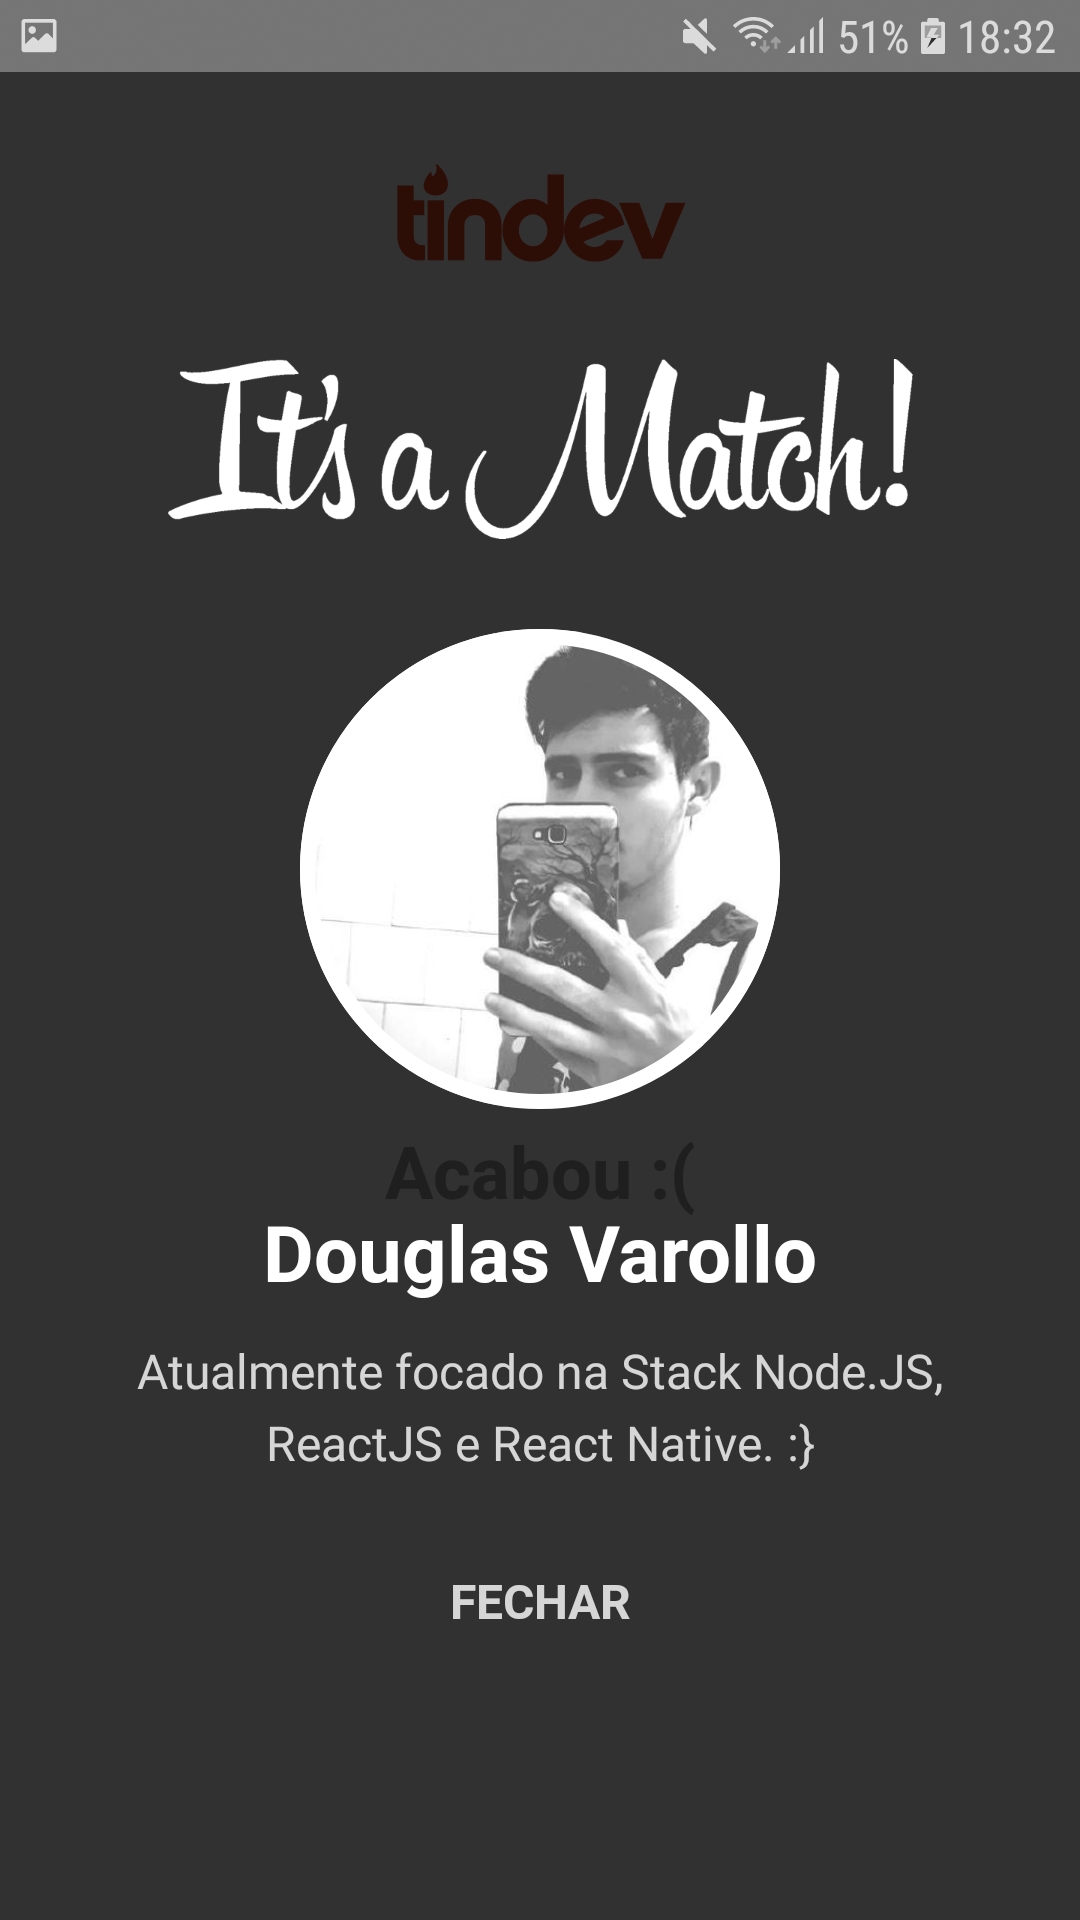 51% 18:32
tindev
It's a Match!
Acabou :(
Douglas Varollo
Atualmente focado na Stack Node.JS,
ReactJS e React Native. :}
FECHAR